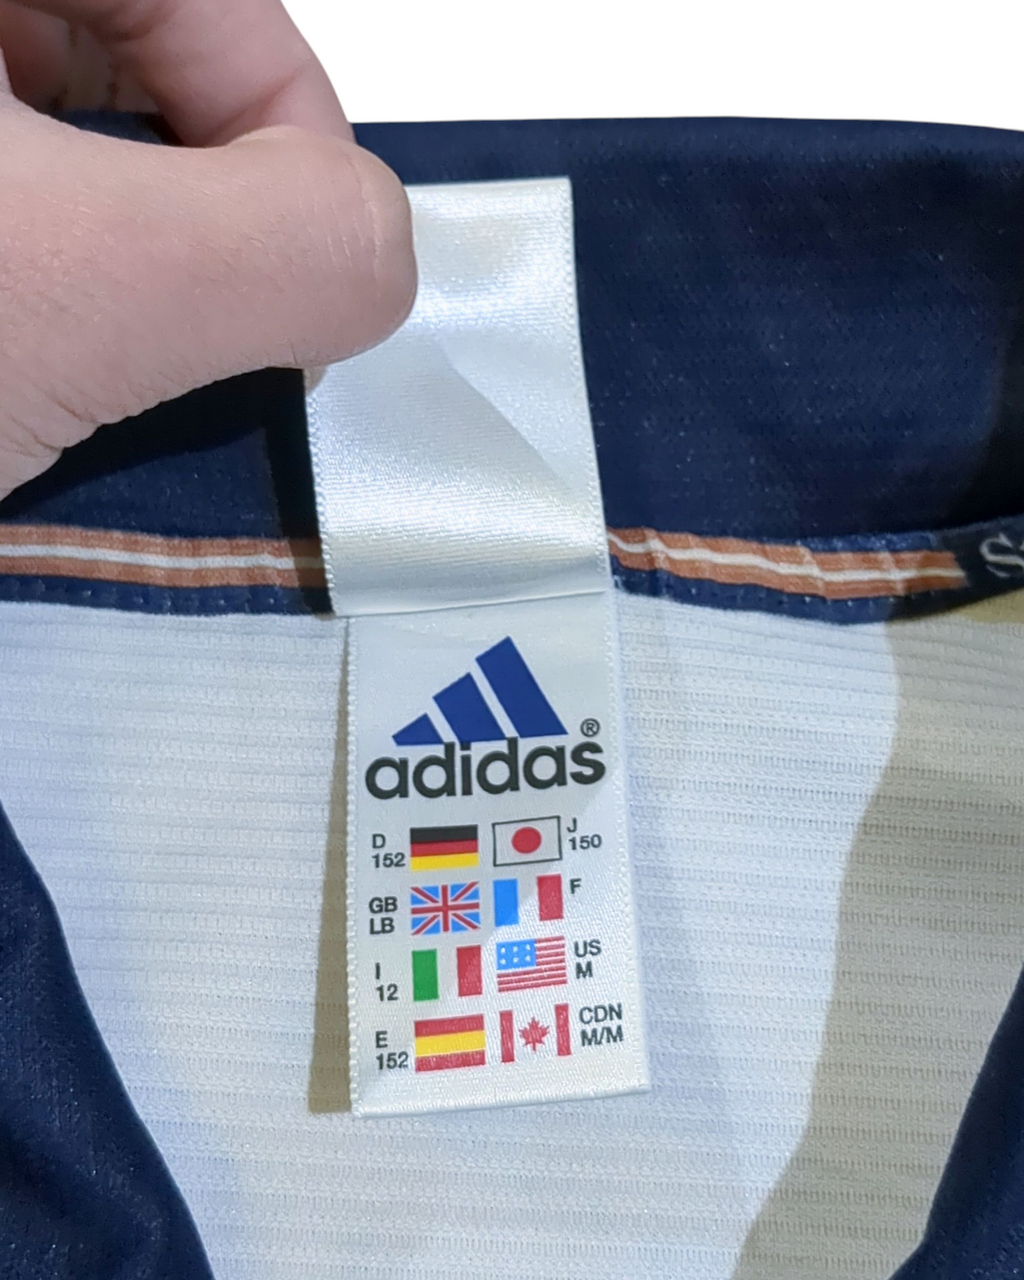 adidas®
D
152
J
150
GB
LB
F
I
12
US
M
E
152
CDN
M/M